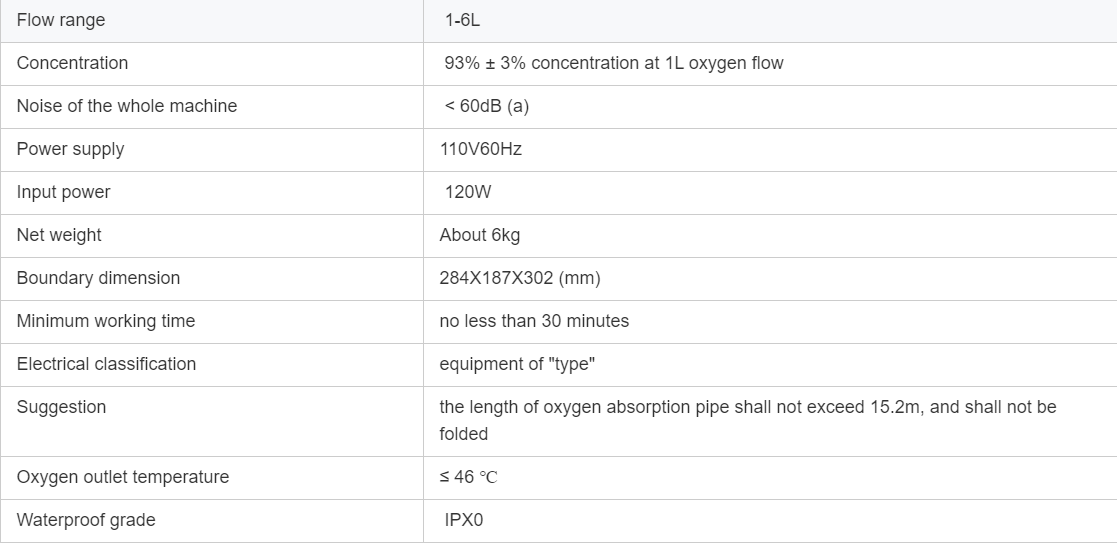 Flow range 1-6L
Concentration 93% ± 3% concentration at 1L oxygen flow
Noise of the whole machine < 60dB (a)
Power supply 110V60Hz
Input power 120W
Net weight About 6kg
Boundary dimension 284X187X302 (mm)
Minimum working time no less than 30 minutes
Electrical classification equipment of "type"
Suggestion the length of oxygen absorption pipe shall not exceed 15.2m, and shall not be
folded
Oxygen outlet temperature ≤ 46 ℃
Waterproof grade IPX0